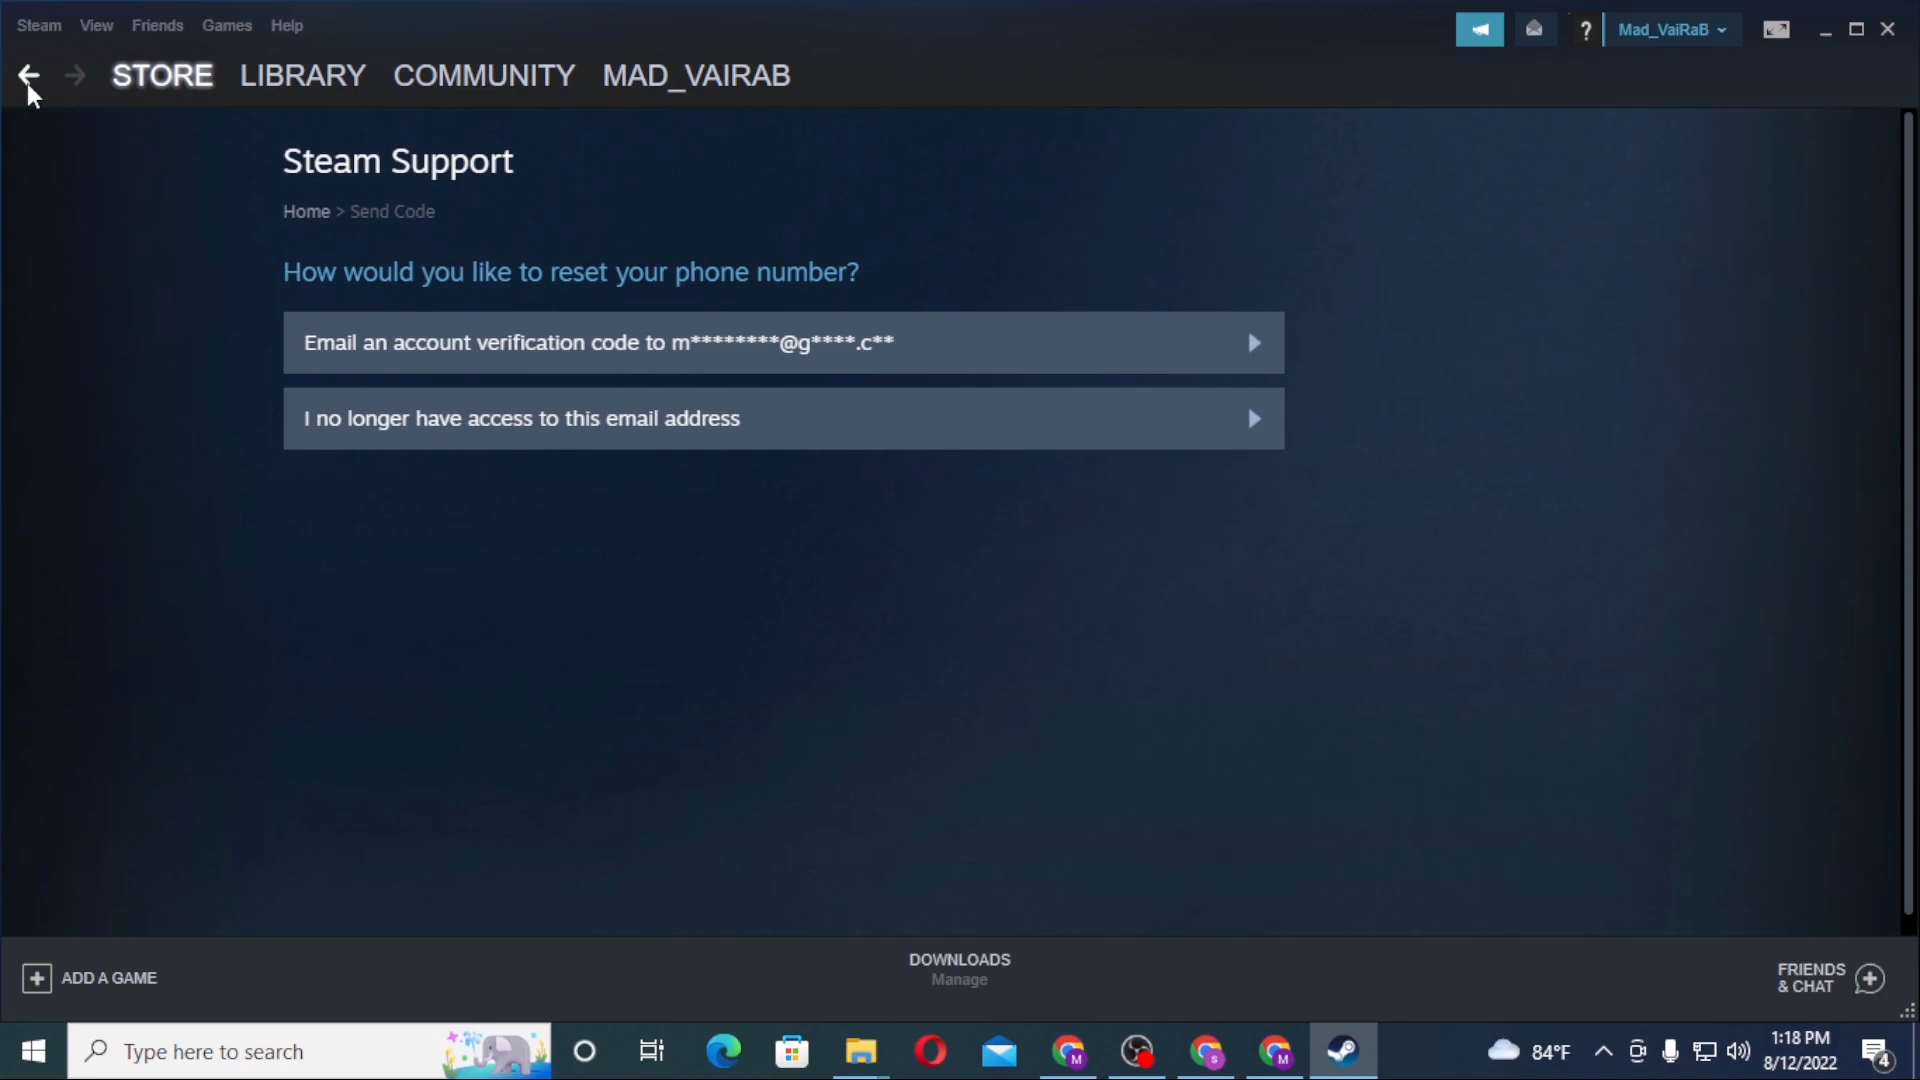 Steam View Friends Games Help
? Mad_VaiRaB
STORE LIBRARY COMMUNITY MAD_VAIRAB
Steam Support
Home > Send Code
How would you like to reset your phone number?
Email an account verification code to m********@g****.c**
I no longer have access to this email address
DOWNLOADS
Manage
ADD A GAME
FRIENDS
& CHAT
Type here to search
M
S
M
84°F
1:18 PM
8/12/2022
4